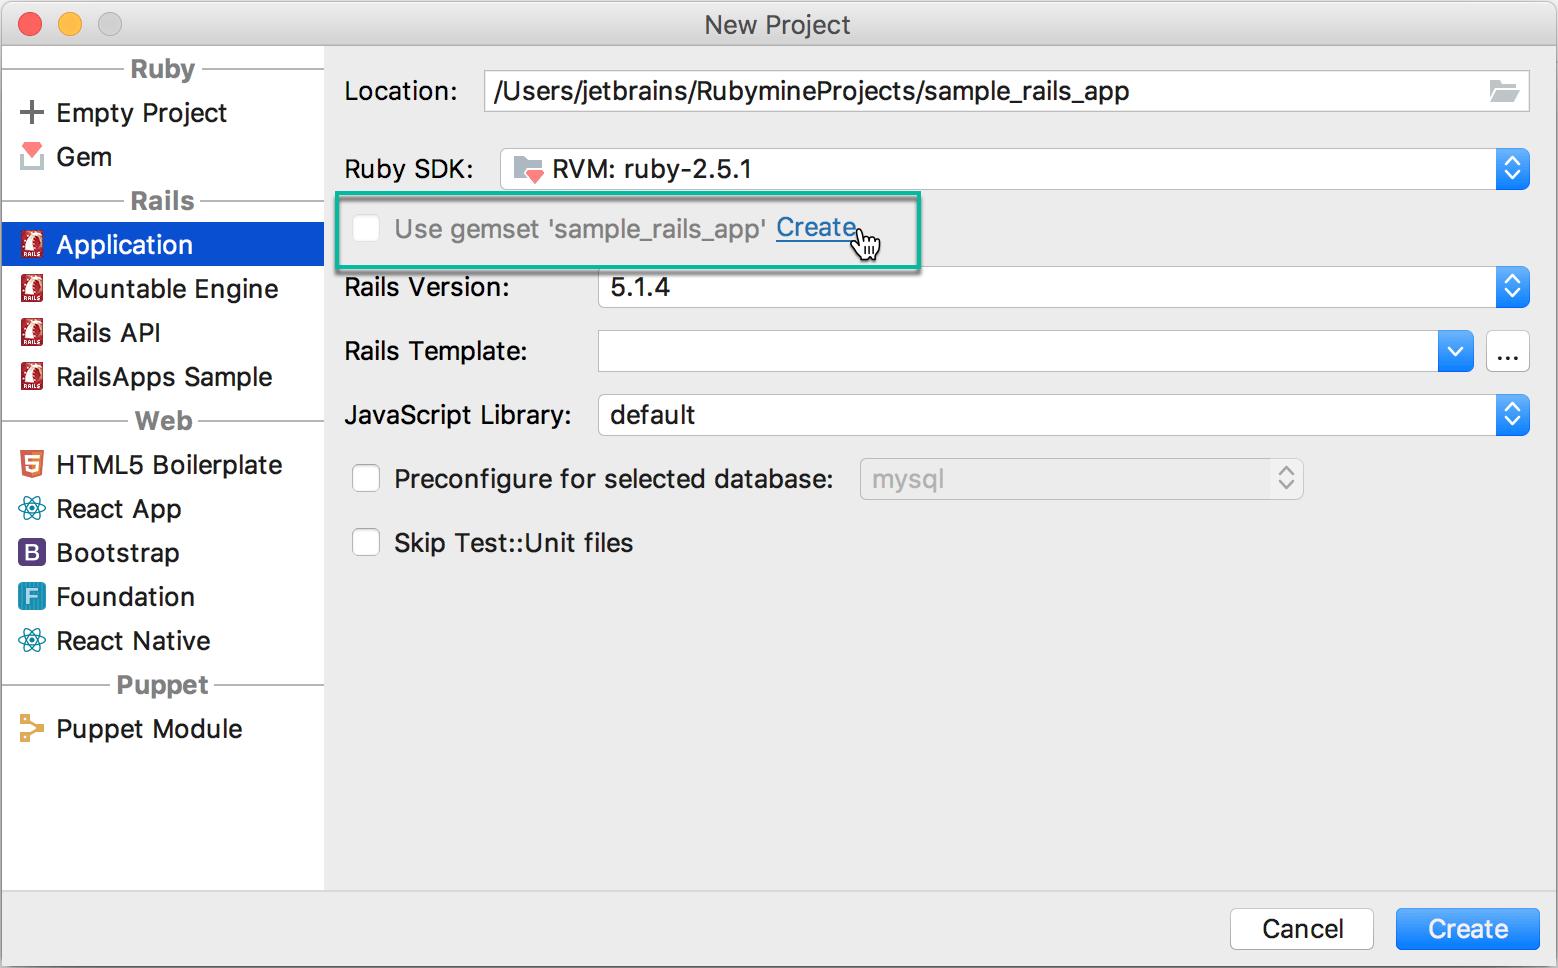 New Project
Ruby
Empty Project
Gem
Rails
Application
Mountable Engine
Rails API
RailsApps Sample
Web
HTML5 Boilerplate
React App
Bootstrap
Foundation
React Native
Puppet
Puppet Module
Location: /Users/jetbrains/RubymineProjects/sample_rails_app
Ruby SDK: RVM: ruby-2.5.1
Use gemset 'sample_rails_app' Create
Rails Version: 5.1.4
Rails Template: ...
JavaScript Library: default
Preconfigure for selected database: mysql
Skip Test::Unit files
Cancel Create